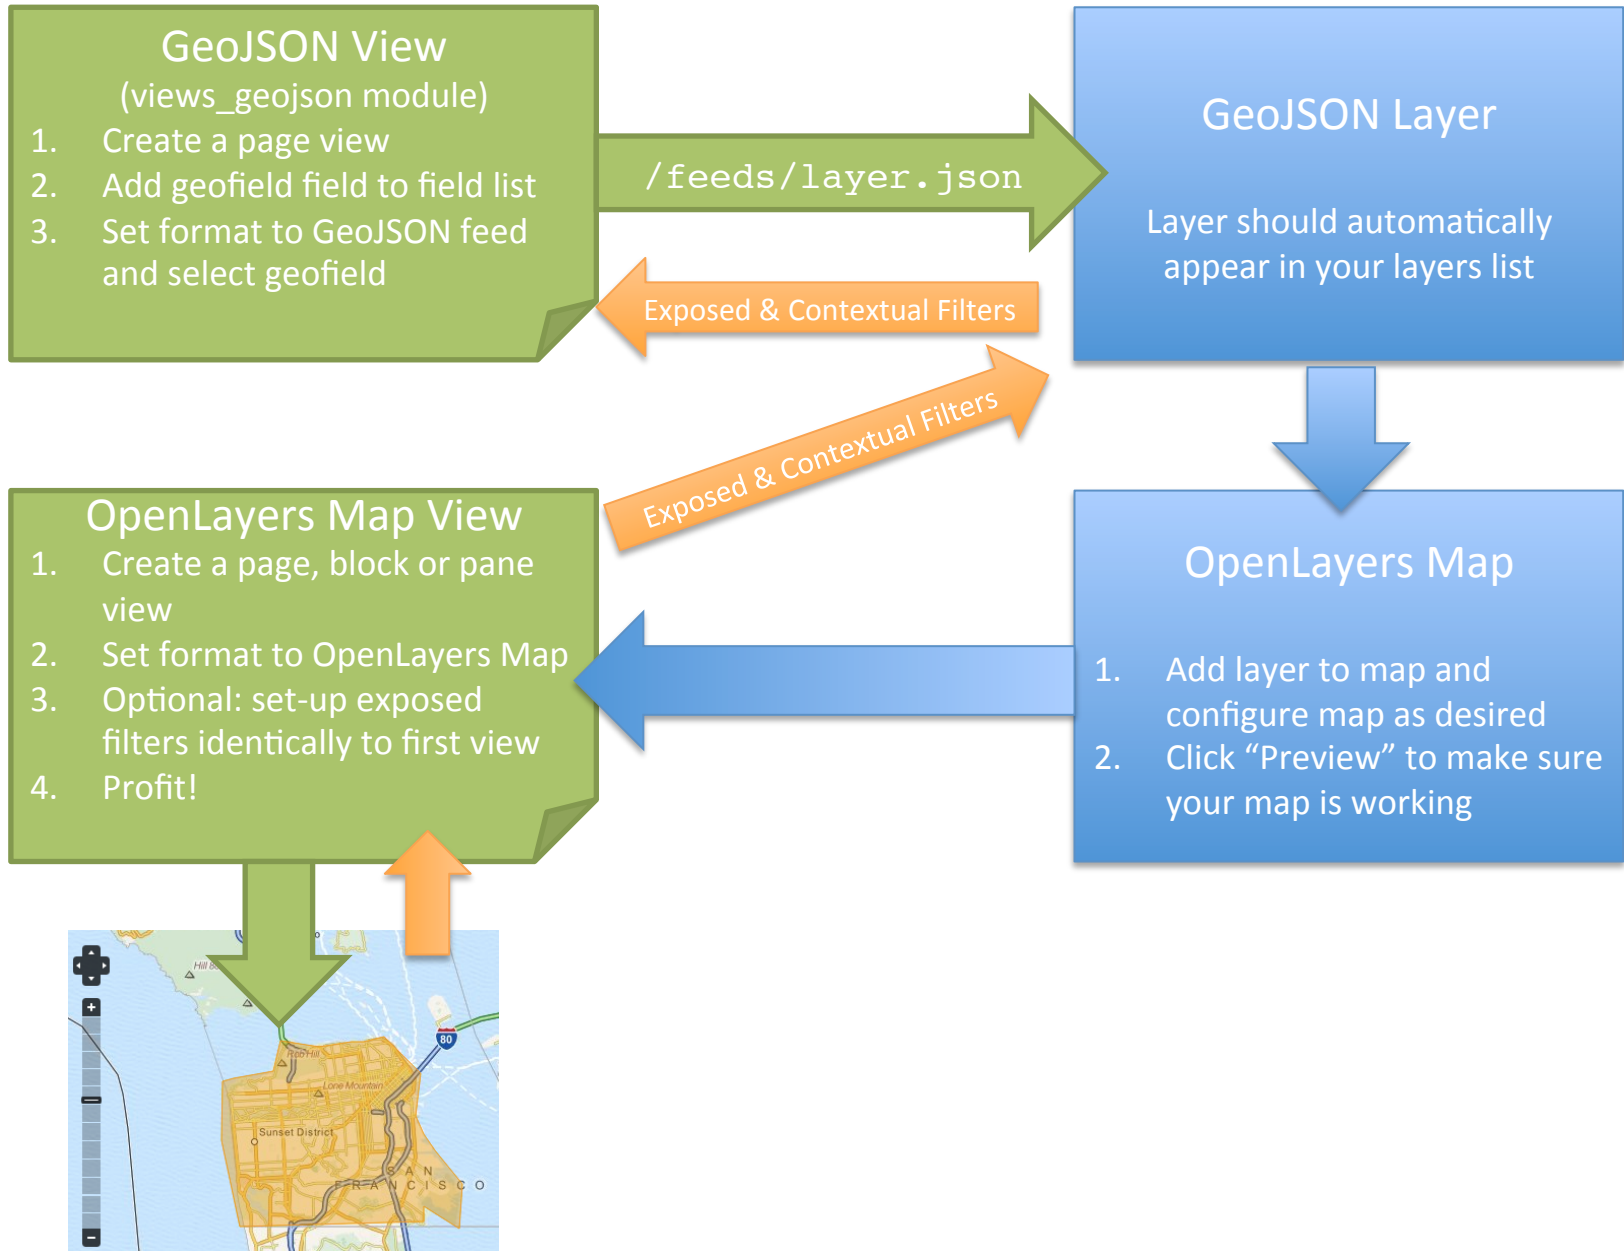 GeoJSON View
(views_geojson module)
1. Create a page view
2. Add geofield field to field list
3. Set format to GeoJSON feed
and select geofield
/feeds/layer.json
GeoJSON Layer
Layer should automatically
appear in your layers list
Exposed & Contextual Filters
Exposed & Contextual Filters
OpenLayers Map View
1. Create a page, block or pane
view
2. Set format to OpenLayers Map
3. Optional: set-up exposed
filters identically to first view
4. Profit!
OpenLayers Map
1. Add layer to map and
configure map as desired
2. Click “Preview” to make sure
your map is working
+
Hill
80
Rob Hill
Lone Mountain
Sunset District
SAN
FRANCISCO
–